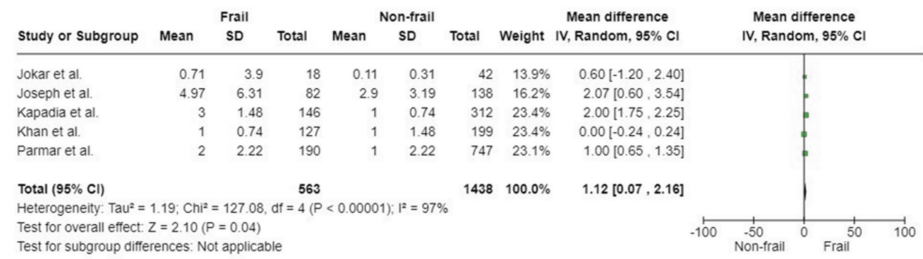 Frail Non-frail Mean difference Mean difference
Study or Subgroup Mean SD Total Mean SD Total Weight IV, Random, 95% CI IV, Random, 95% CI
Jokar et al. 0.71 3.9 18 0.11 0.31 42 13.9% 0.60 [-1.20 , 2.40]
Joseph et al. 4.97 6.31 82 2.9 3.19 138 16.2% 2.07 [0.60 , 3.54]
Kapadia et al. 3 1.48 146 1 0.74 312 23.4% 2.00 [1.75 , 2.25]
Khan et al. 1 0.74 127 1 1.48 199 23.4% 0.00 [-0.24 , 0.24]
Parmar et al. 2 2.22 190 1 2.22 747 23.1% 1.00 [0.65 , 1.35]
Total (95% CI) 563 1438 100.0% 1.12 [0.07 , 2.16]
Heterogeneity: Tau² = 1.19; Chi² = 127.08, df = 4 (P < 0.00001); I² = 97%
Test for overall effect: Z = 2.10 (P = 0.04)
Test for subgroup differences: Not applicable
-100 -50 0 50 100
Non-frail Frail